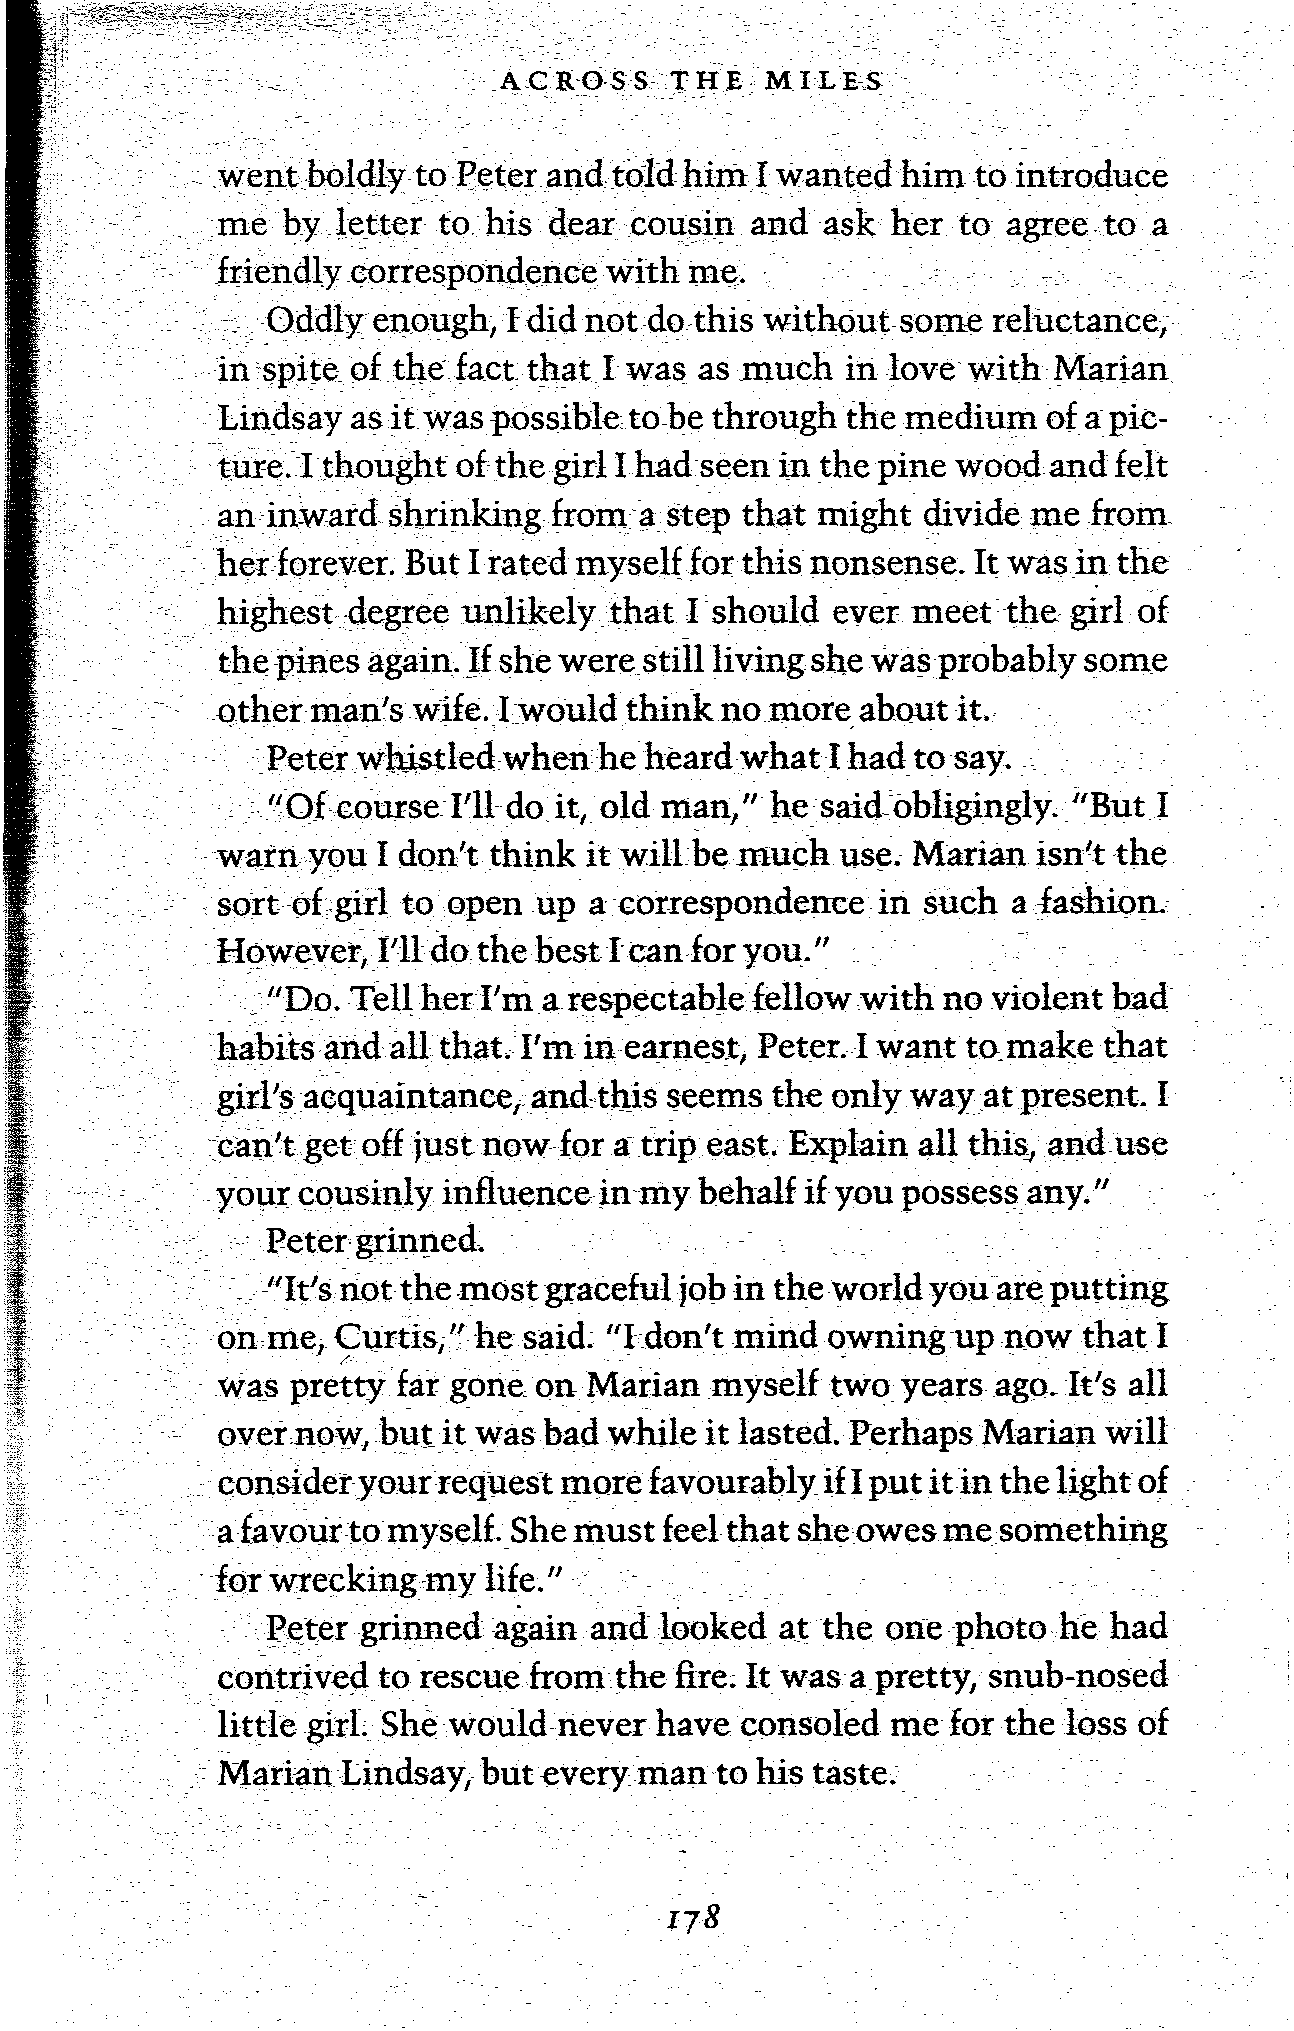 ACROSS THE MILES
went boldly to Peter and told him I wanted him to introduce
me by letter to his dear cousin and ask her to agree to a
friendly correspondence with me.
Oddly enough, I did not do this without some reluctance,
in spite of the fact that I was as much in love with Marian
Lindsay as it was possible to be through the medium of a pic-
ture. I thought of the girl I had seen in the pine wood and felt
an inward shrinking from a step that might divide me from
her forever. But I rated myself for this nonsense. It was in the
highest degree unlikely that I should ever meet the girl of
the pines again. If she were still living she was probably some
other man's wife. I would think no more about it.
Peter whistled when he heard what I had to say.
"Of course I'll do it, old man," he said obligingly. "But I
warn you I don't think it will be much use. Marian isn't the
sort of girl to open up a correspondence in such a fashion.
However, I'll do the best I can for you."
"Do. Tell her I'm a respectable fellow with no violent bad
habits and all that. I'm in earnest, Peter. I want to make that
girl's acquaintance, and this seems the only way at present. I
can't get off just now for a trip east. Explain all this, and use
your cousinly influence in my behalf if you possess any."
Peter grinned.
"It's not the most graceful job in the world you are putting
on me, Curtis," he said. "I don't mind owning up now that I
was pretty far gone on Marian myself two years ago. It's all
over now, but it was bad while it lasted. Perhaps Marian will
consider your request more favourably if I put it in the light of
a favour to myself. She must feel that she owes me something
for wrecking my life."
Peter grinned again and looked at the one photo he had
contrived to rescue from the fire. It was a pretty, snub-nosed
little girl. She would never have consoled me for the loss of
Marian Lindsay, but every man to his taste.
178